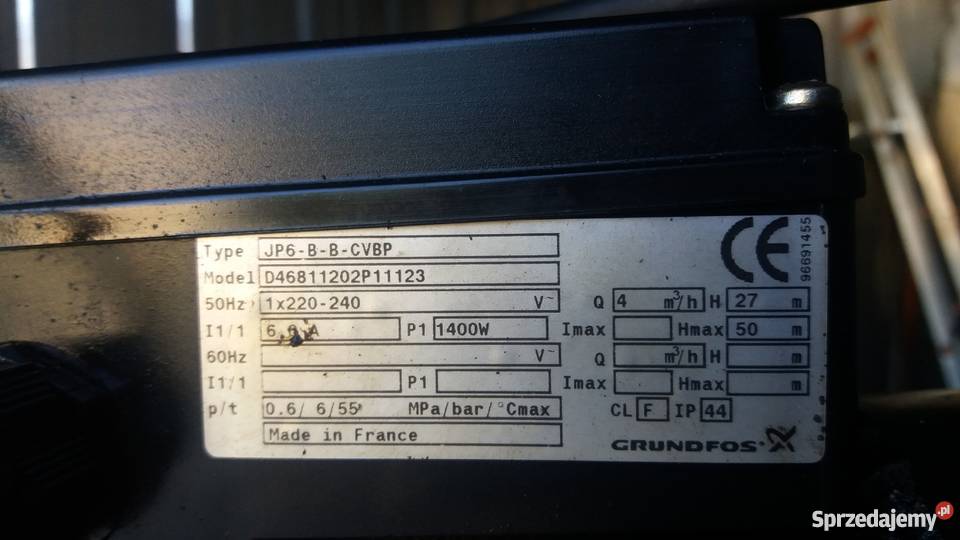 Type JP6-B-B-CVBP
Model D46811202P11123
50Hz 1x220-240 V~ Q 4 m³/h H 27 m
I1/1 A P1 1400W Imax Hmax 50 m
60Hz V~ Q m³/h H m
I1/1 P1 Imax Hmax m
p/t 0.6/ 6/55 MPa/bar/°Cmax CL F IP 44
Made in France GRUNDFOS
CE
96691455
Sprzedajemy.pl